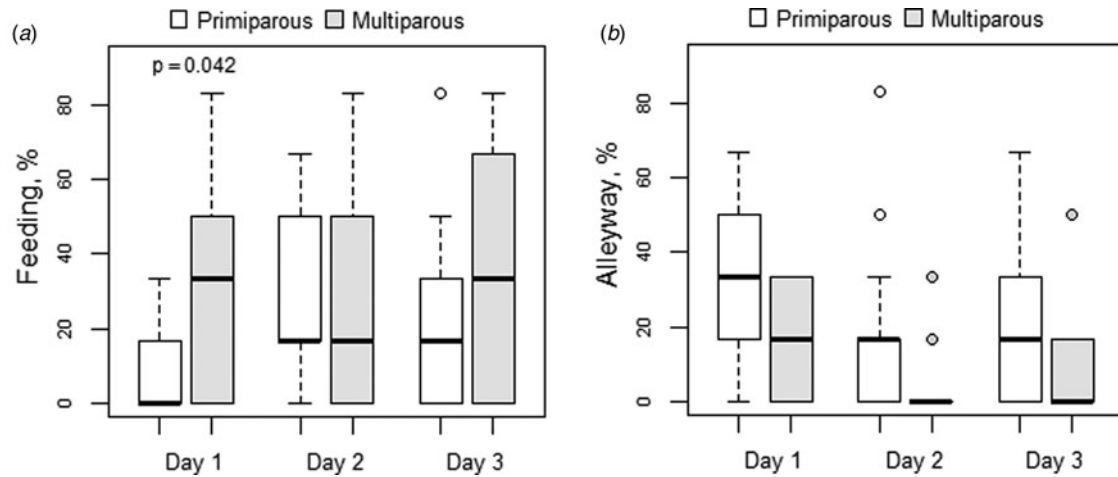 (a)
Primiparous Multiparous
p = 0.042
Feeding, %
80
60
40
20
0
Day 1 Day 2 Day 3
(b)
Primiparous Multiparous
Alleyway, %
80
60
40
20
0
Day 1 Day 2 Day 3